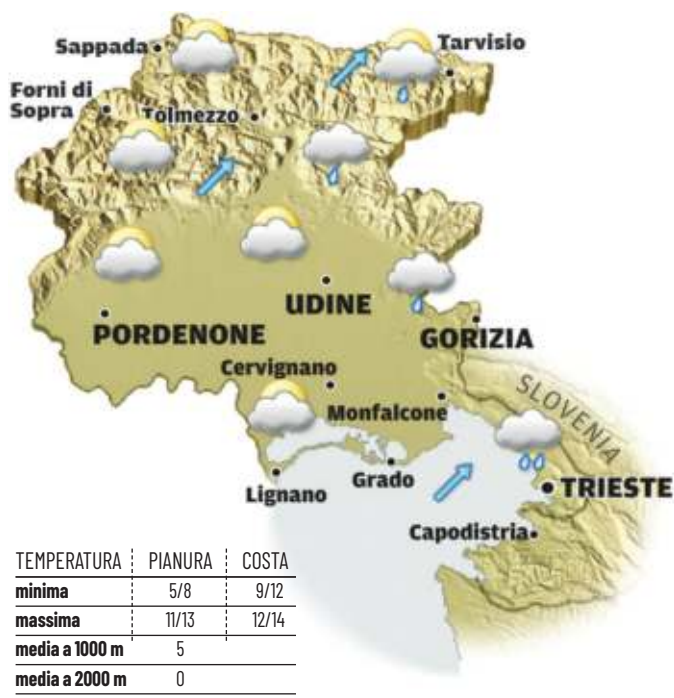 Sappada
Tarvisio
Forni di
Sopra
Tolmezzo
UDINE
PORDENONE
GORIZIA
Cervignano
SLOVENIA
Monfalcone
Grado
Lignano
TRIESTE
Capodistria
TEMPERATURA PIANURA COSTA
minima 5/8 9/12
massima 11/13 12/14
media a 1000 m 5
media a 2000 m 0